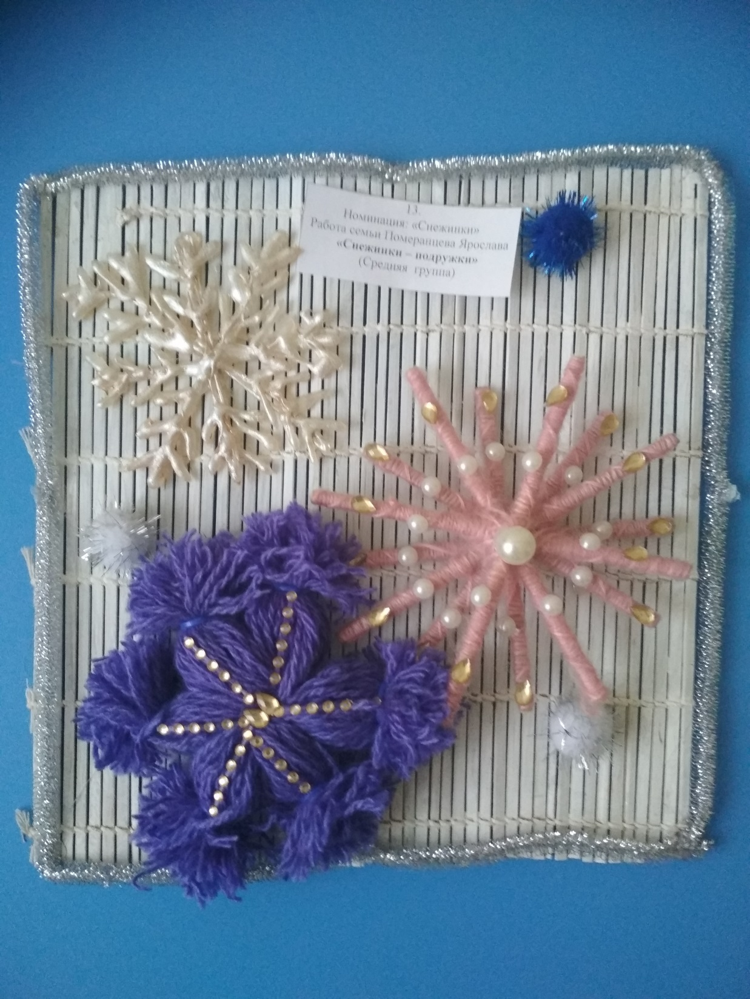 13.
Номинация: «Снежинки»
Работа семьи Померанцева Ярослава
«Снежинки – подружки»
(Средняя группа)